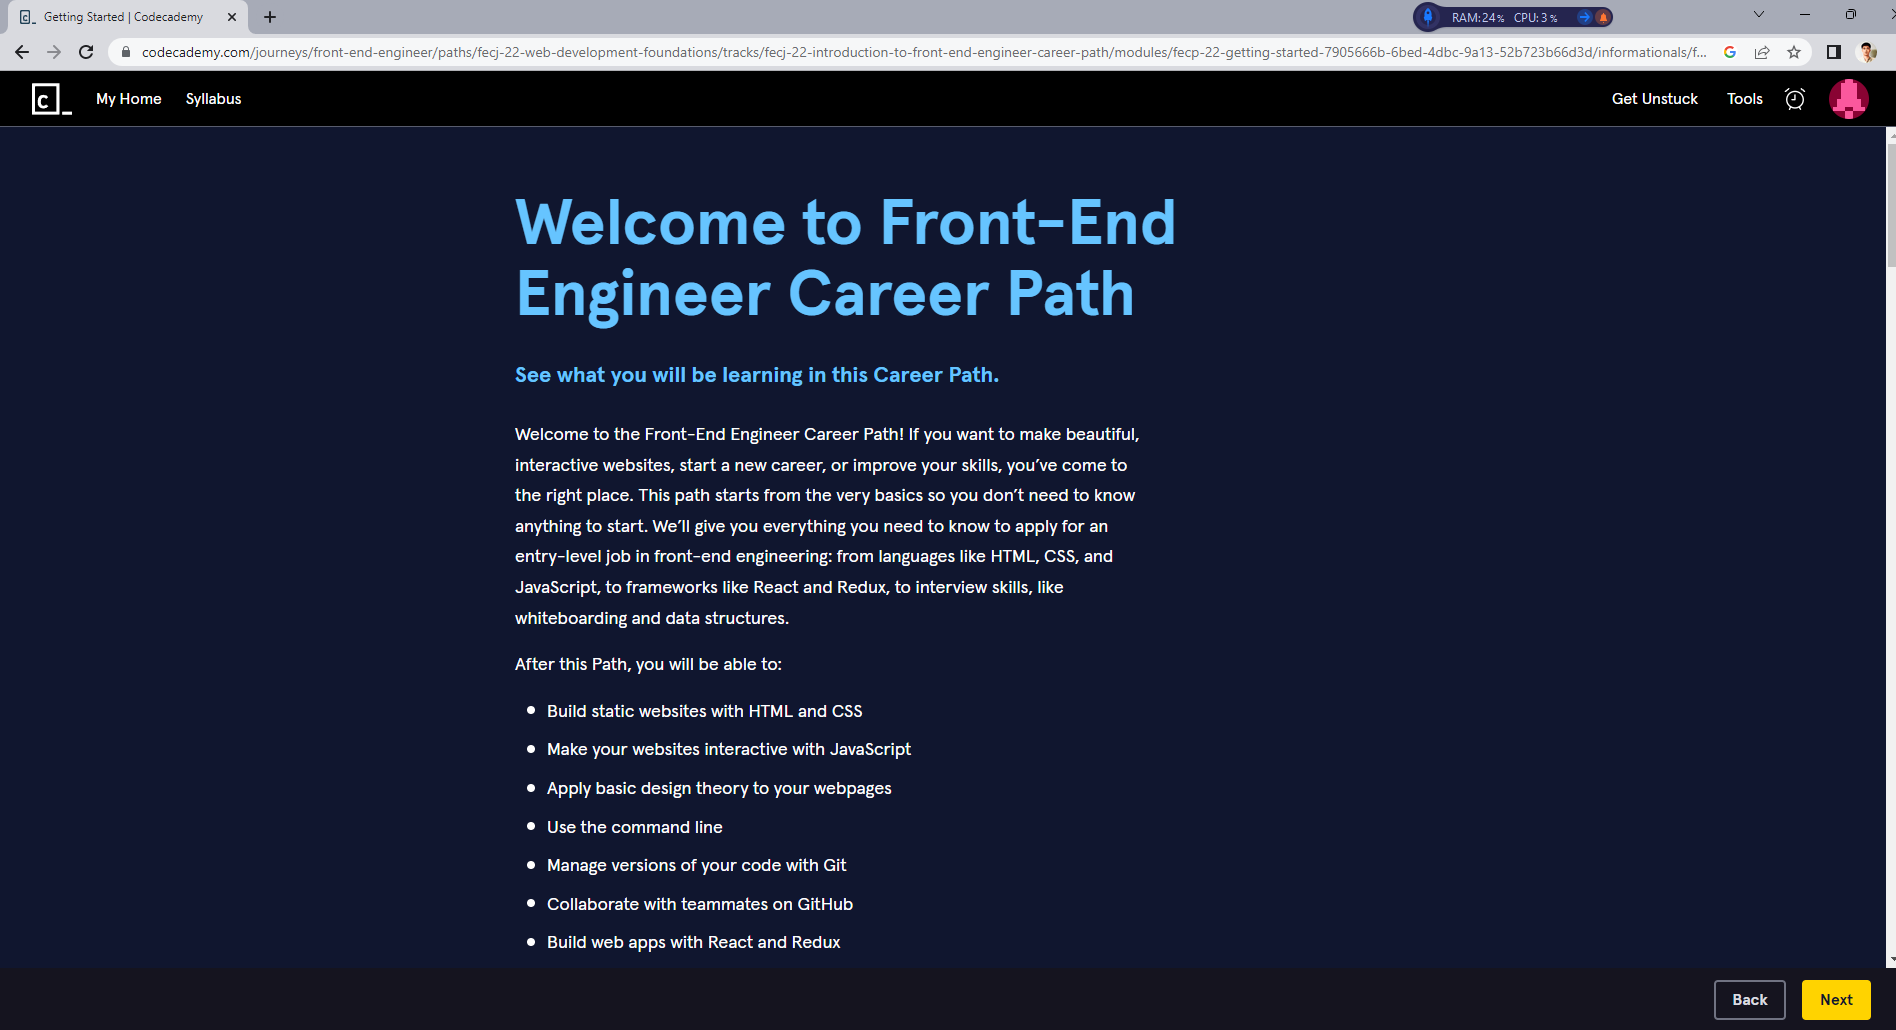 Getting Started | Codecademy
RAM:24% CPU:3%
codecademy.com/journeys/front-end-engineer/paths/fecj-22-web-development-foundations/tracks/fecj-22-introduction-to-front-end-engineer-career-path/modules/fecp-22-getting-started-7905666b-6bed-4dbc-9a13-52b723b66d3d/informationals/f...
c_ My Home Syllabus Get Unstuck Tools
Welcome to Front-End
Engineer Career Path
See what you will be learning in this Career Path.
Welcome to the Front-End Engineer Career Path! If you want to make beautiful,
interactive websites, start a new career, or improve your skills, you’ve come to
the right place. This path starts from the very basics so you don’t need to know
anything to start. We’ll give you everything you need to know to apply for an
entry-level job in front-end engineering: from languages like HTML, CSS, and
JavaScript, to frameworks like React and Redux, to interview skills, like
whiteboarding and data structures.
After this Path, you will be able to:
• Build static websites with HTML and CSS
• Make your websites interactive with JavaScript
• Apply basic design theory to your webpages
• Use the command line
• Manage versions of your code with Git
• Collaborate with teammates on GitHub
• Build web apps with React and Redux
Back Next